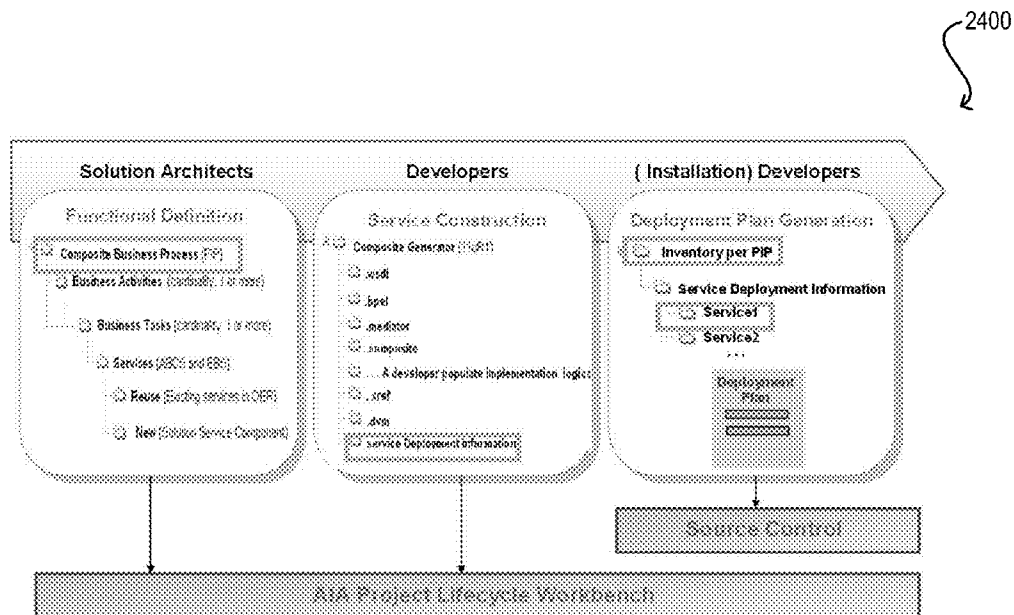 2400
Solution Architects
Developers
( Installation) Developers
Functional Definition
Composite Business Process (PIP)
Business Activities (cardinality, 1 or more)
Business Tasks (cardinality, 1 or more)
Services (ABCS and EBS)
Reuse (Existing services in OER)
New (Solution Service Component)
Service Construction
Composite Generator
.wsdl
.bpel
.mediator
.composite
... A developer populate implementation logics
.xref
.dvm
Service Deployment Information
Deployment Plan Generation
Inventory per PIP
Service Deployment Information
Service1
Service2
...
Deployment
Plan
Source Control
AIA Project Lifecycle Workbench